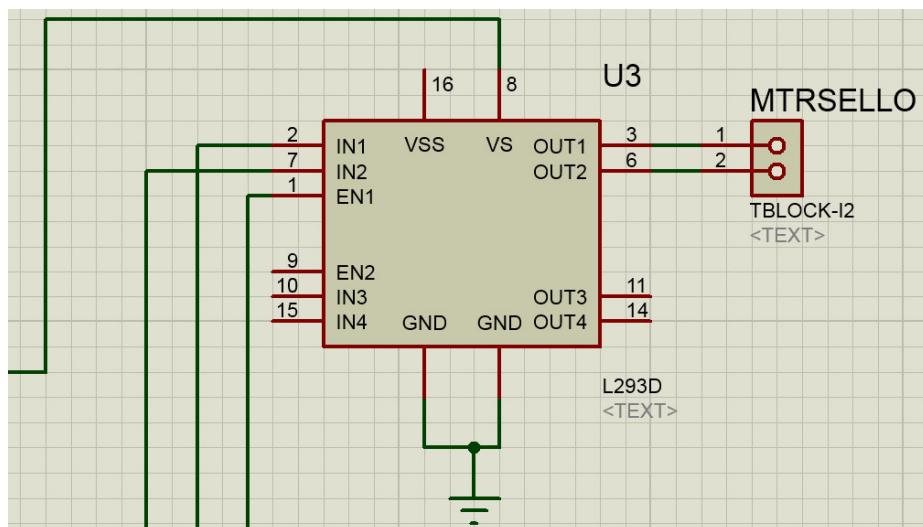 U3
16
8
MTRSELLO
2
IN1
VSS
VS
OUT1
3
1
7
IN2
OUT2
6
2
1
EN1
TBLOCK-I2
<TEXT>
9
EN2
10
IN3
OUT3
11
15
IN4
GND
GND
OUT4
14
L293D
<TEXT>